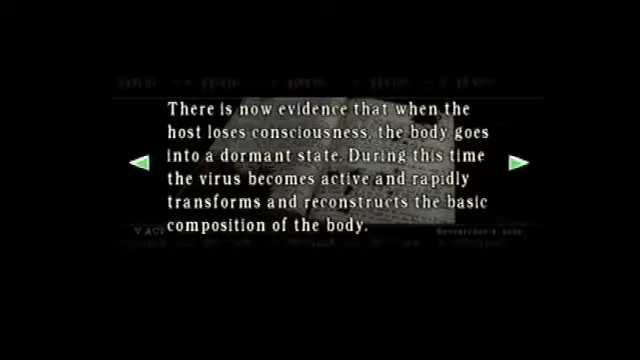 There is now evidence that when the
host loses consciousness, the body goes
into a dormant state. During this time
the virus becomes active and rapidly
transforms and reconstructs the basic
composition of the body.
V-ACT